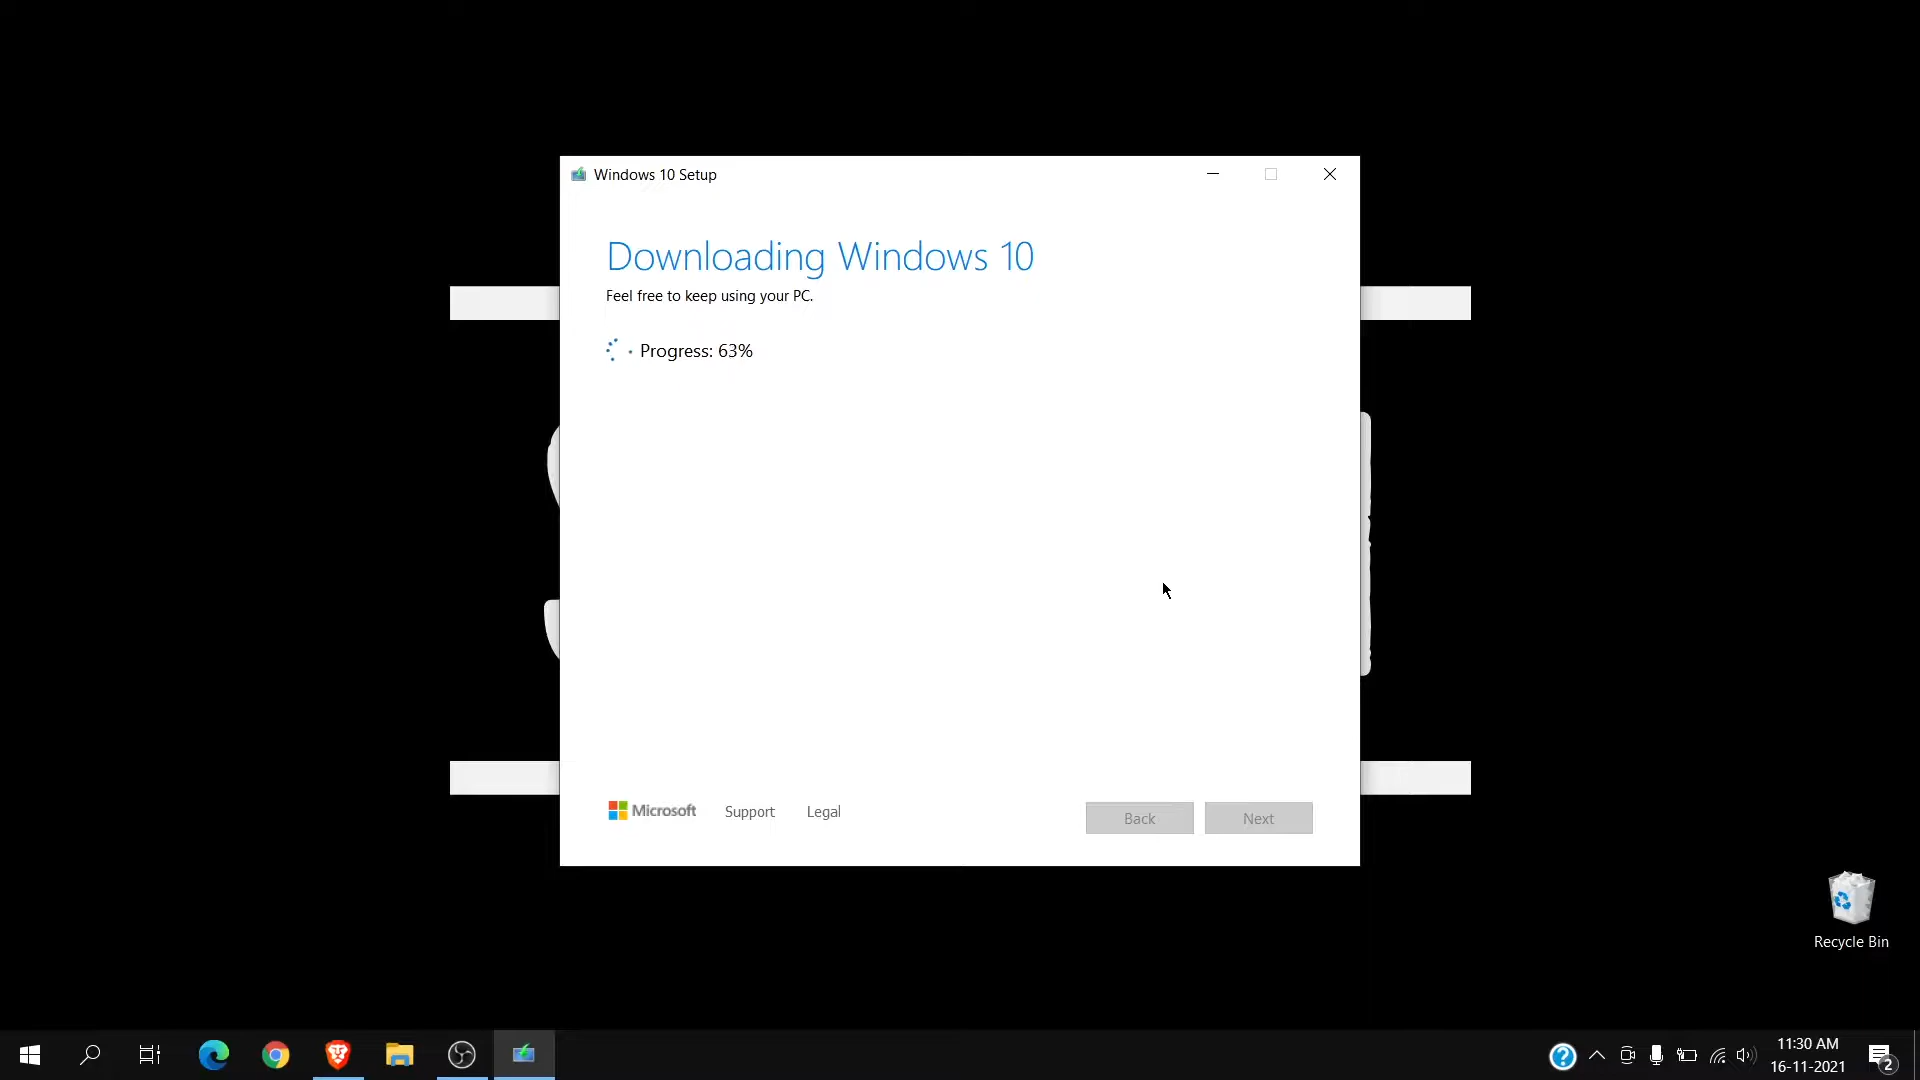 Windows 10 Setup
Downloading Windows 10
Feel free to keep using your PC.
Progress: 63%
Microsoft Support Legal
Back Next
Recycle Bin
11:30 AM
16-11-2021
2